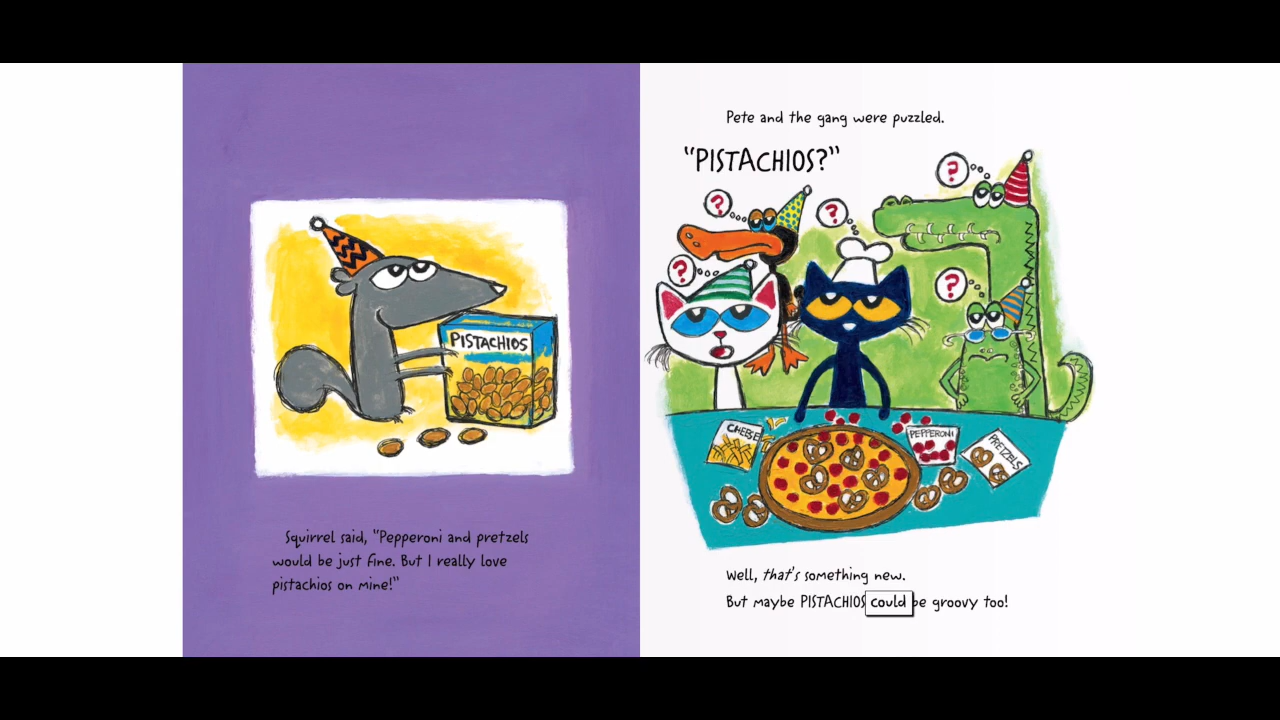 PISTACHIOS
Squirrel said, “Pepperoni and pretzels
would be just fine. But I really love
pistachios on mine!”
Pete and the gang were puzzled.
“PISTACHIOS?”
?
?
?
?
?
CHEESE
PEPPERONI
PRETZELS
Well, that's something new.
But maybe PISTACHIOS could be groovy too!